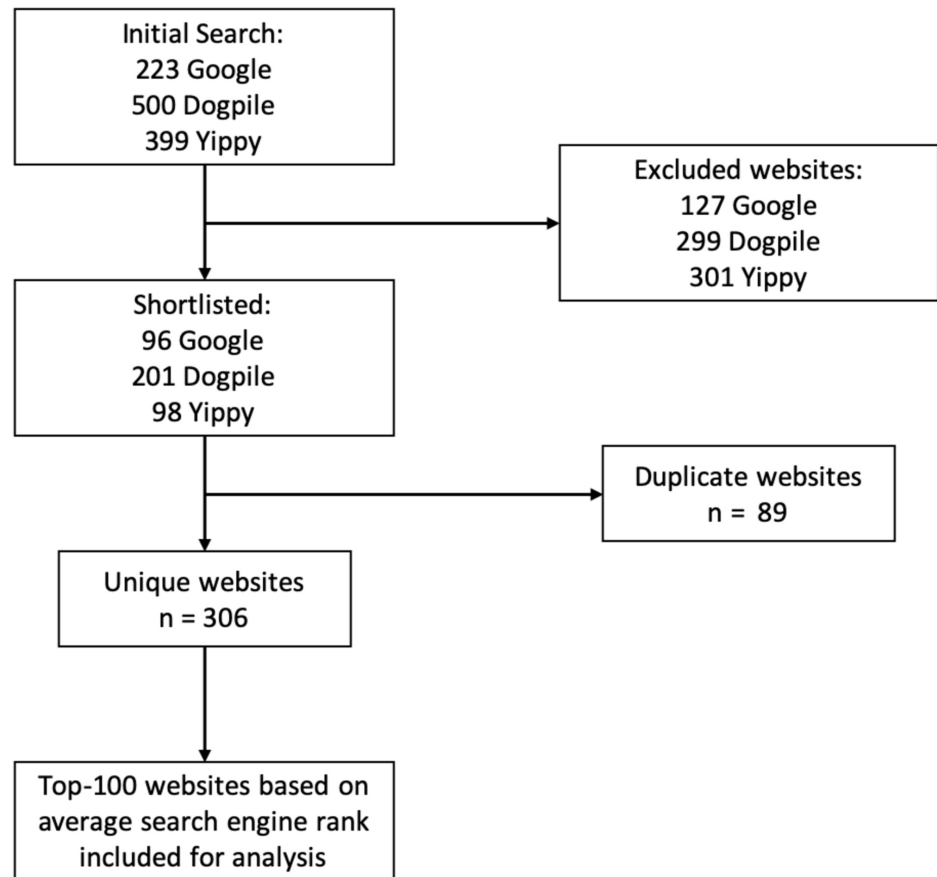 Initial Search:
223 Google
500 Dogpile
399 Yippy
Excluded websites:
127 Google
299 Dogpile
301 Yippy
Shortlisted:
96 Google
201 Dogpile
98 Yippy
Duplicate websites
n = 89
Unique websites
n = 306
Top-100 websites based on
average search engine rank
included for analysis